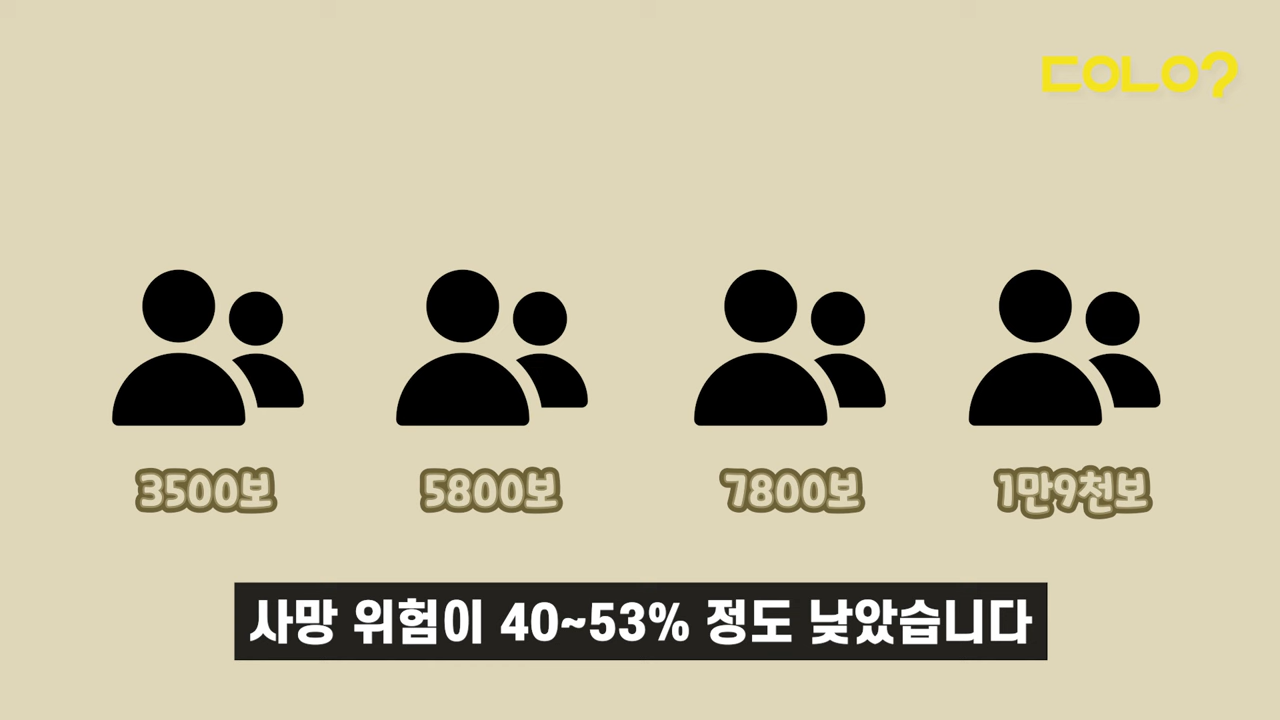 ㄷㅇㄴㅇ?
3500보
5800보
7800보
1만9천보
사망 위험이 40~53% 정도 낮았습니다